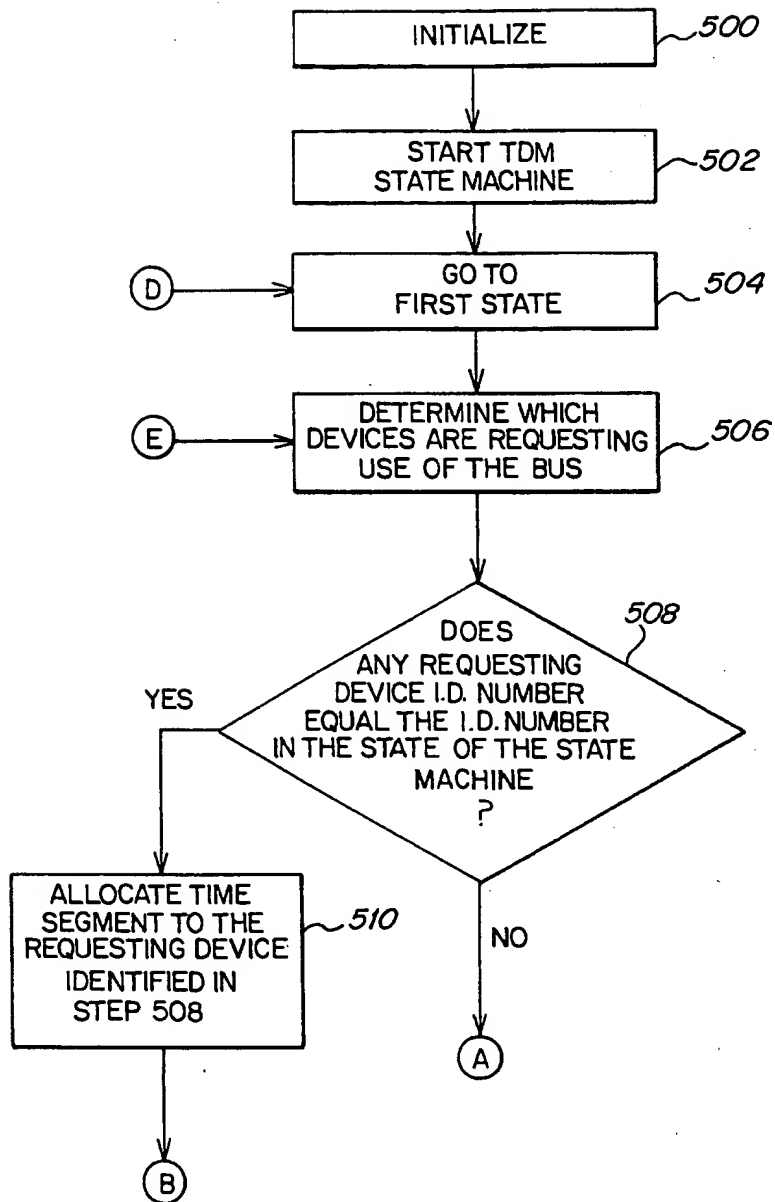 INITIALIZE
500
START TDM
STATE MACHINE
502
D
GO TO
FIRST STATE
504
E
DETERMINE WHICH
DEVICES ARE REQUESTING
USE OF THE BUS
506
508
DOES
ANY REQUESTING
DEVICE I.D. NUMBER
EQUAL THE I.D. NUMBER
IN THE STATE OF THE STATE
MACHINE
?
YES
ALLOCATE TIME
SEGMENT TO THE
REQUESTING DEVICE
IDENTIFIED IN
STEP 508
510
NO
A
B